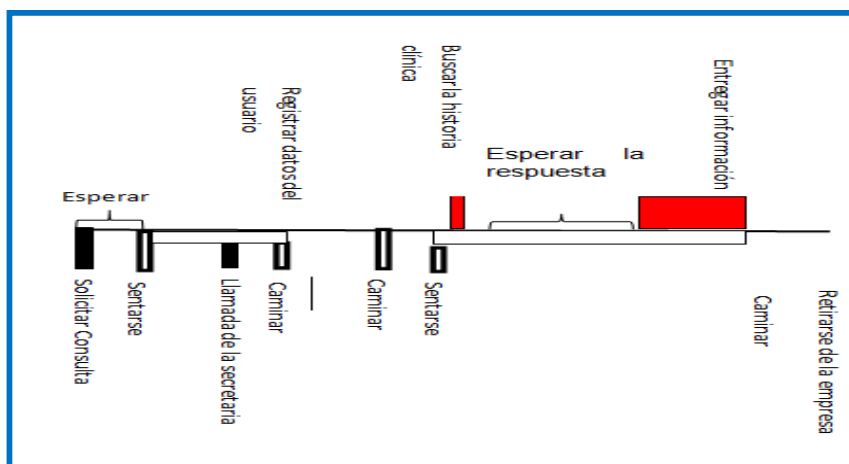 Registrar datos del
usuario
Buscar la historia
clínica
Entregar información
Esperar
Esperar la
respuesta
Solicitar Consulta
Sentarse
Llamada de la secretaria
Caminar
Caminar
Sentarse
Caminar
Retirarse de la empresa